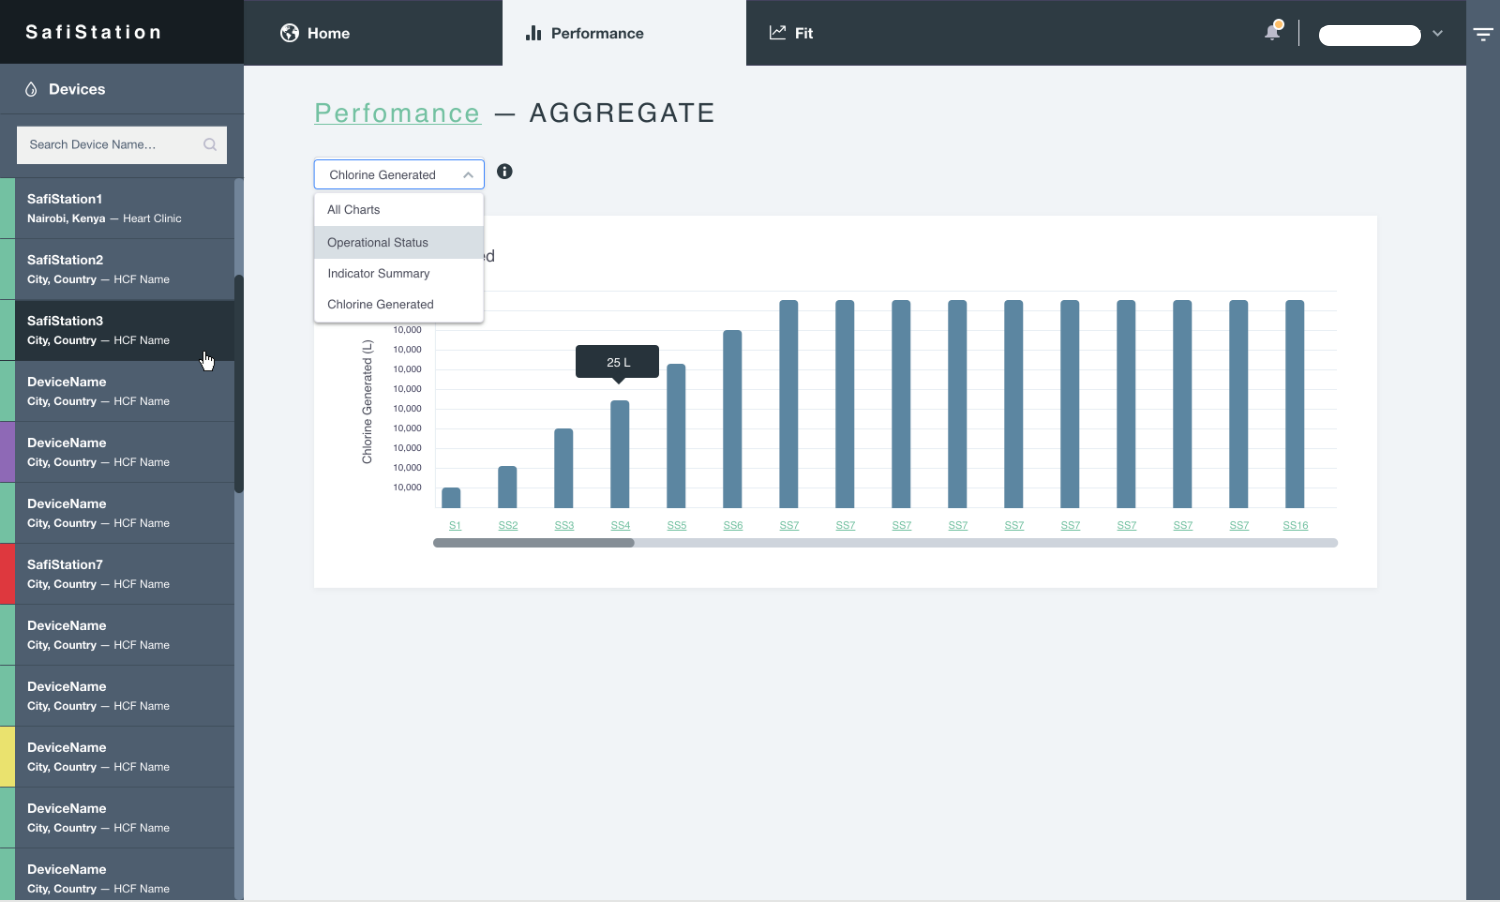 SafiStation
Home
Performance
Fit
Devices
Search Device Name...
SafiStation1
Nairobi, Kenya — Heart Clinic
SafiStation2
City, Country — HCF Name
SafiStation3
City, Country — HCF Name
DeviceName
City, Country — HCF Name
DeviceName
City, Country — HCF Name
DeviceName
City, Country — HCF Name
SafiStation7
City, Country — HCF Name
DeviceName
City, Country — HCF Name
DeviceName
City, Country — HCF Name
DeviceName
City, Country — HCF Name
DeviceName
City, Country — HCF Name
DeviceName
City, Country — HCF Name
Perfomance — AGGREGATE
Chlorine Generated
All Charts
Operational Status
Indicator Summary
Chlorine Generated
ed
Chlorine Generated (L)
10,000
10,000
10,000
10,000
10,000
10,000
10,000
10,000
10,000
25 L
S1 SS2 SS3 SS4 SS5 SS6 SS7 SS7 SS7 SS7 SS7 SS7 SS7 SS7 SS7 SS16